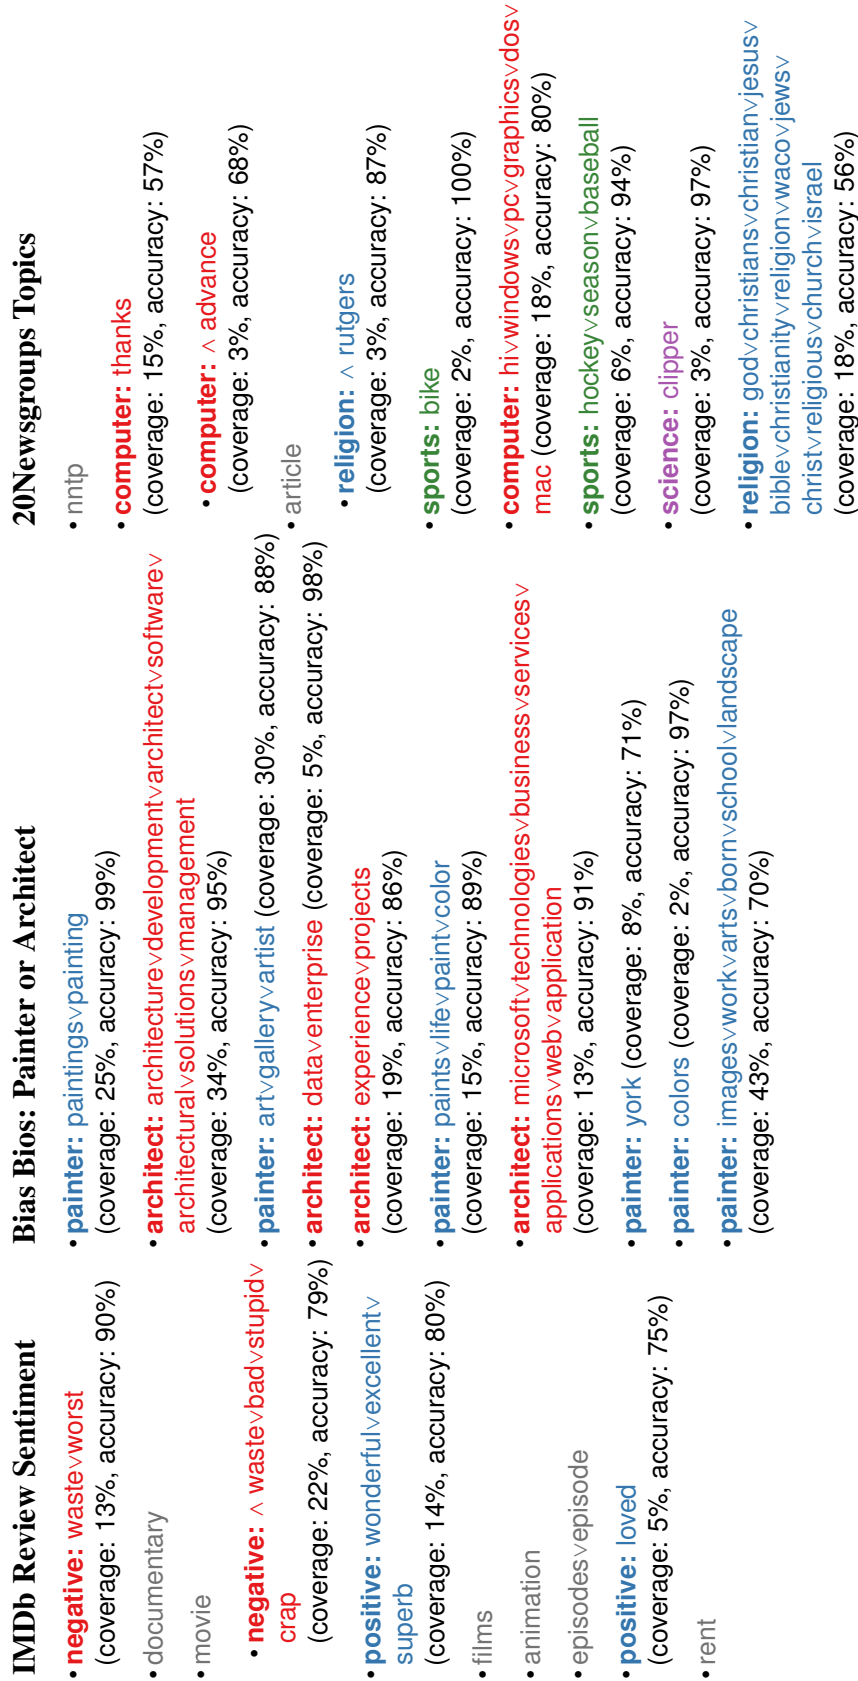 IMDb Review Sentiment
• negative: waste∨worst
(coverage: 13%, accuracy: 90%)
• documentary
• movie
• negative: ∧ waste∨bad∨stupid∨
crap
(coverage: 22%, accuracy: 79%)
• positive: wonderful∨excellent∨
superb
(coverage: 14%, accuracy: 80%)
• films
• animation
• episodes∨episode
• positive: loved
(coverage: 5%, accuracy: 75%)
• rent
Bias Bios: Painter or Architect
• painter: paintings∨painting
(coverage: 25%, accuracy: 99%)
• architect: architecture∨development∨architect∨software∨
architectural∨solutions∨management
(coverage: 34%, accuracy: 95%)
• painter: art∨gallery∨artist (coverage: 30%, accuracy: 88%)
• architect: data∨enterprise (coverage: 5%, accuracy: 98%)
• architect: experience∨projects
(coverage: 19%, accuracy: 86%)
• painter: paints∨life∨paint∨color
(coverage: 15%, accuracy: 89%)
• architect: microsoft∨technologies∨business∨services∨
applications∨web∨application
(coverage: 13%, accuracy: 91%)
• painter: york (coverage: 8%, accuracy: 71%)
• painter: colors (coverage: 2%, accuracy: 97%)
• painter: images∨work∨arts∨born∨school∨landscape
(coverage: 43%, accuracy: 70%)
20Newsgroups Topics
• nntp
• computer: thanks
(coverage: 15%, accuracy: 57%)
• computer: ∧ advance
(coverage: 3%, accuracy: 68%)
• article
• religion: ∧ rutgers
(coverage: 3%, accuracy: 87%)
• sports: bike
(coverage: 2%, accuracy: 100%)
• computer: hi∨windows∨pc∨graphics∨dos∨
mac (coverage: 18%, accuracy: 80%)
• sports: hockey∨season∨baseball
(coverage: 6%, accuracy: 94%)
• science: clipper
(coverage: 3%, accuracy: 97%)
• religion: god∨christians∨christian∨jesus∨
bible∨christianity∨religion∨waco∨jews∨
christ∨religious∨church∨israel
(coverage: 18%, accuracy: 56%)